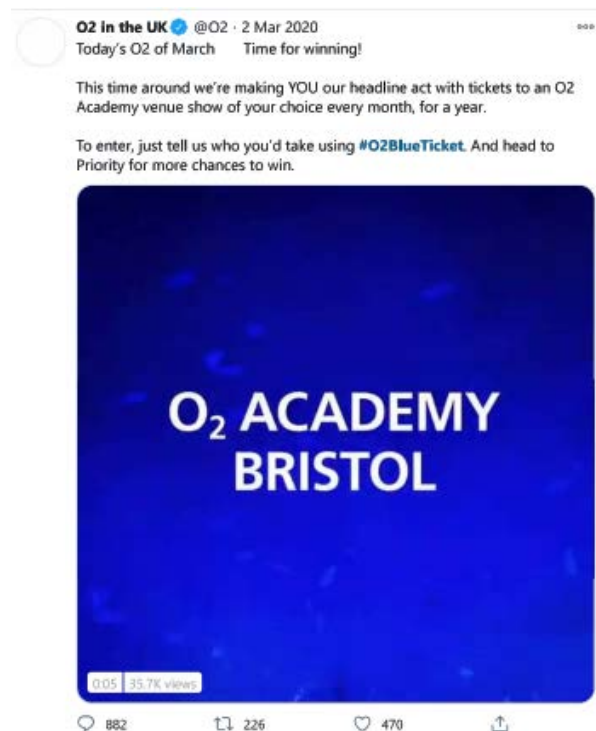 O2 in the UK @O2 · 2 Mar 2020
Today's O2 of March Time for winning!
This time around we're making YOU our headline act with tickets to an O2
Academy venue show of your choice every month, for a year.
To enter, just tell us who you'd take using #O2BlueTicket. And head to
Priority for more chances to win.
O₂ ACADEMY
BRISTOL
0:05 35.7K views
882 226 470